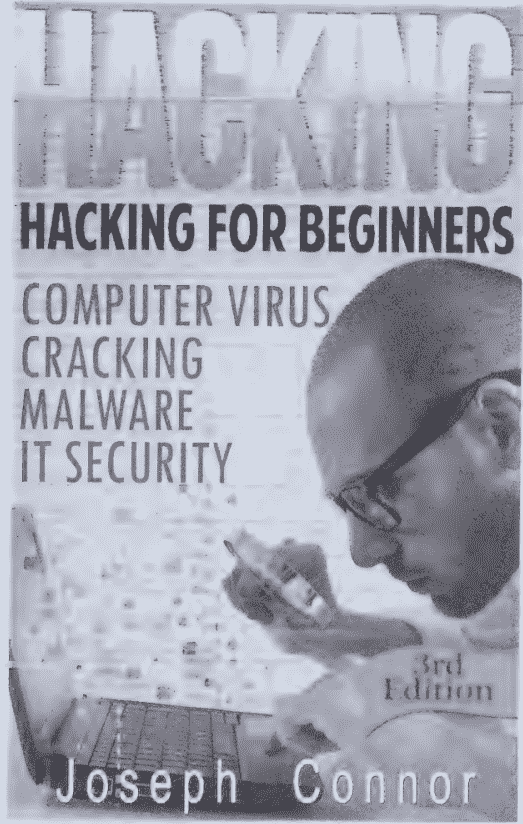 HACKING
HACKING FOR BEGINNERS
COMPUTER VIRUS
CRACKING
MALWARE
IT SECURITY
3rd
Edition
Joseph Connor